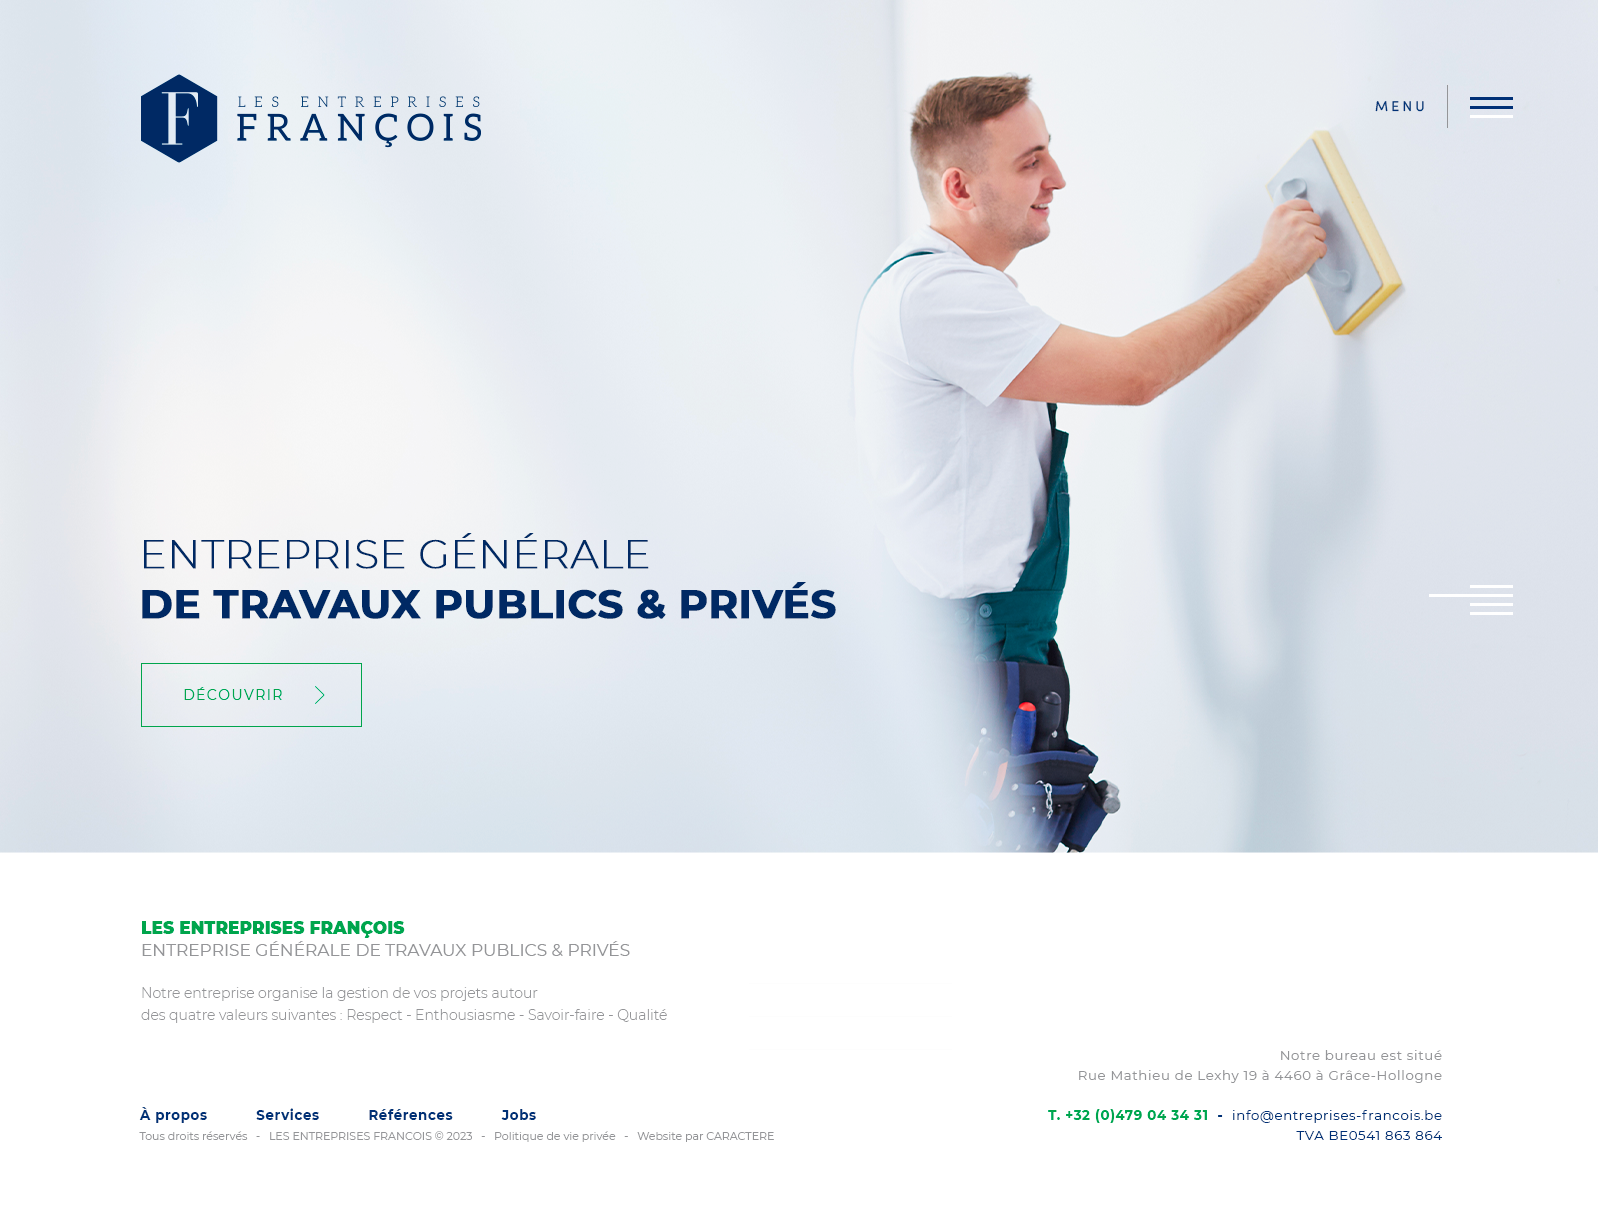 F
LES ENTREPRISES
FRANÇOIS
MENU
ENTREPRISE GÉNÉRALE
DE TRAVAUX PUBLICS & PRIVÉS
DÉCOUVRIR
LES ENTREPRISES FRANÇOIS
ENTREPRISE GÉNÉRALE DE TRAVAUX PUBLICS & PRIVÉS
Notre entreprise organise la gestion de vos projets autour
des quatre valeurs suivantes : Respect - Enthousiasme - Savoir-faire - Qualité
Notre bureau est situé
Rue Mathieu de Lexhy 19 à 4460 à Grâce-Hollogne
À propos Services Références Jobs
T. +32 (0)479 04 34 31 - info@entreprises-francois.be
Tous droits réservés - LES ENTREPRISES FRANCOIS © 2023 - Politique de vie privée - Website par CARACTERE
TVA BE0541 863 864